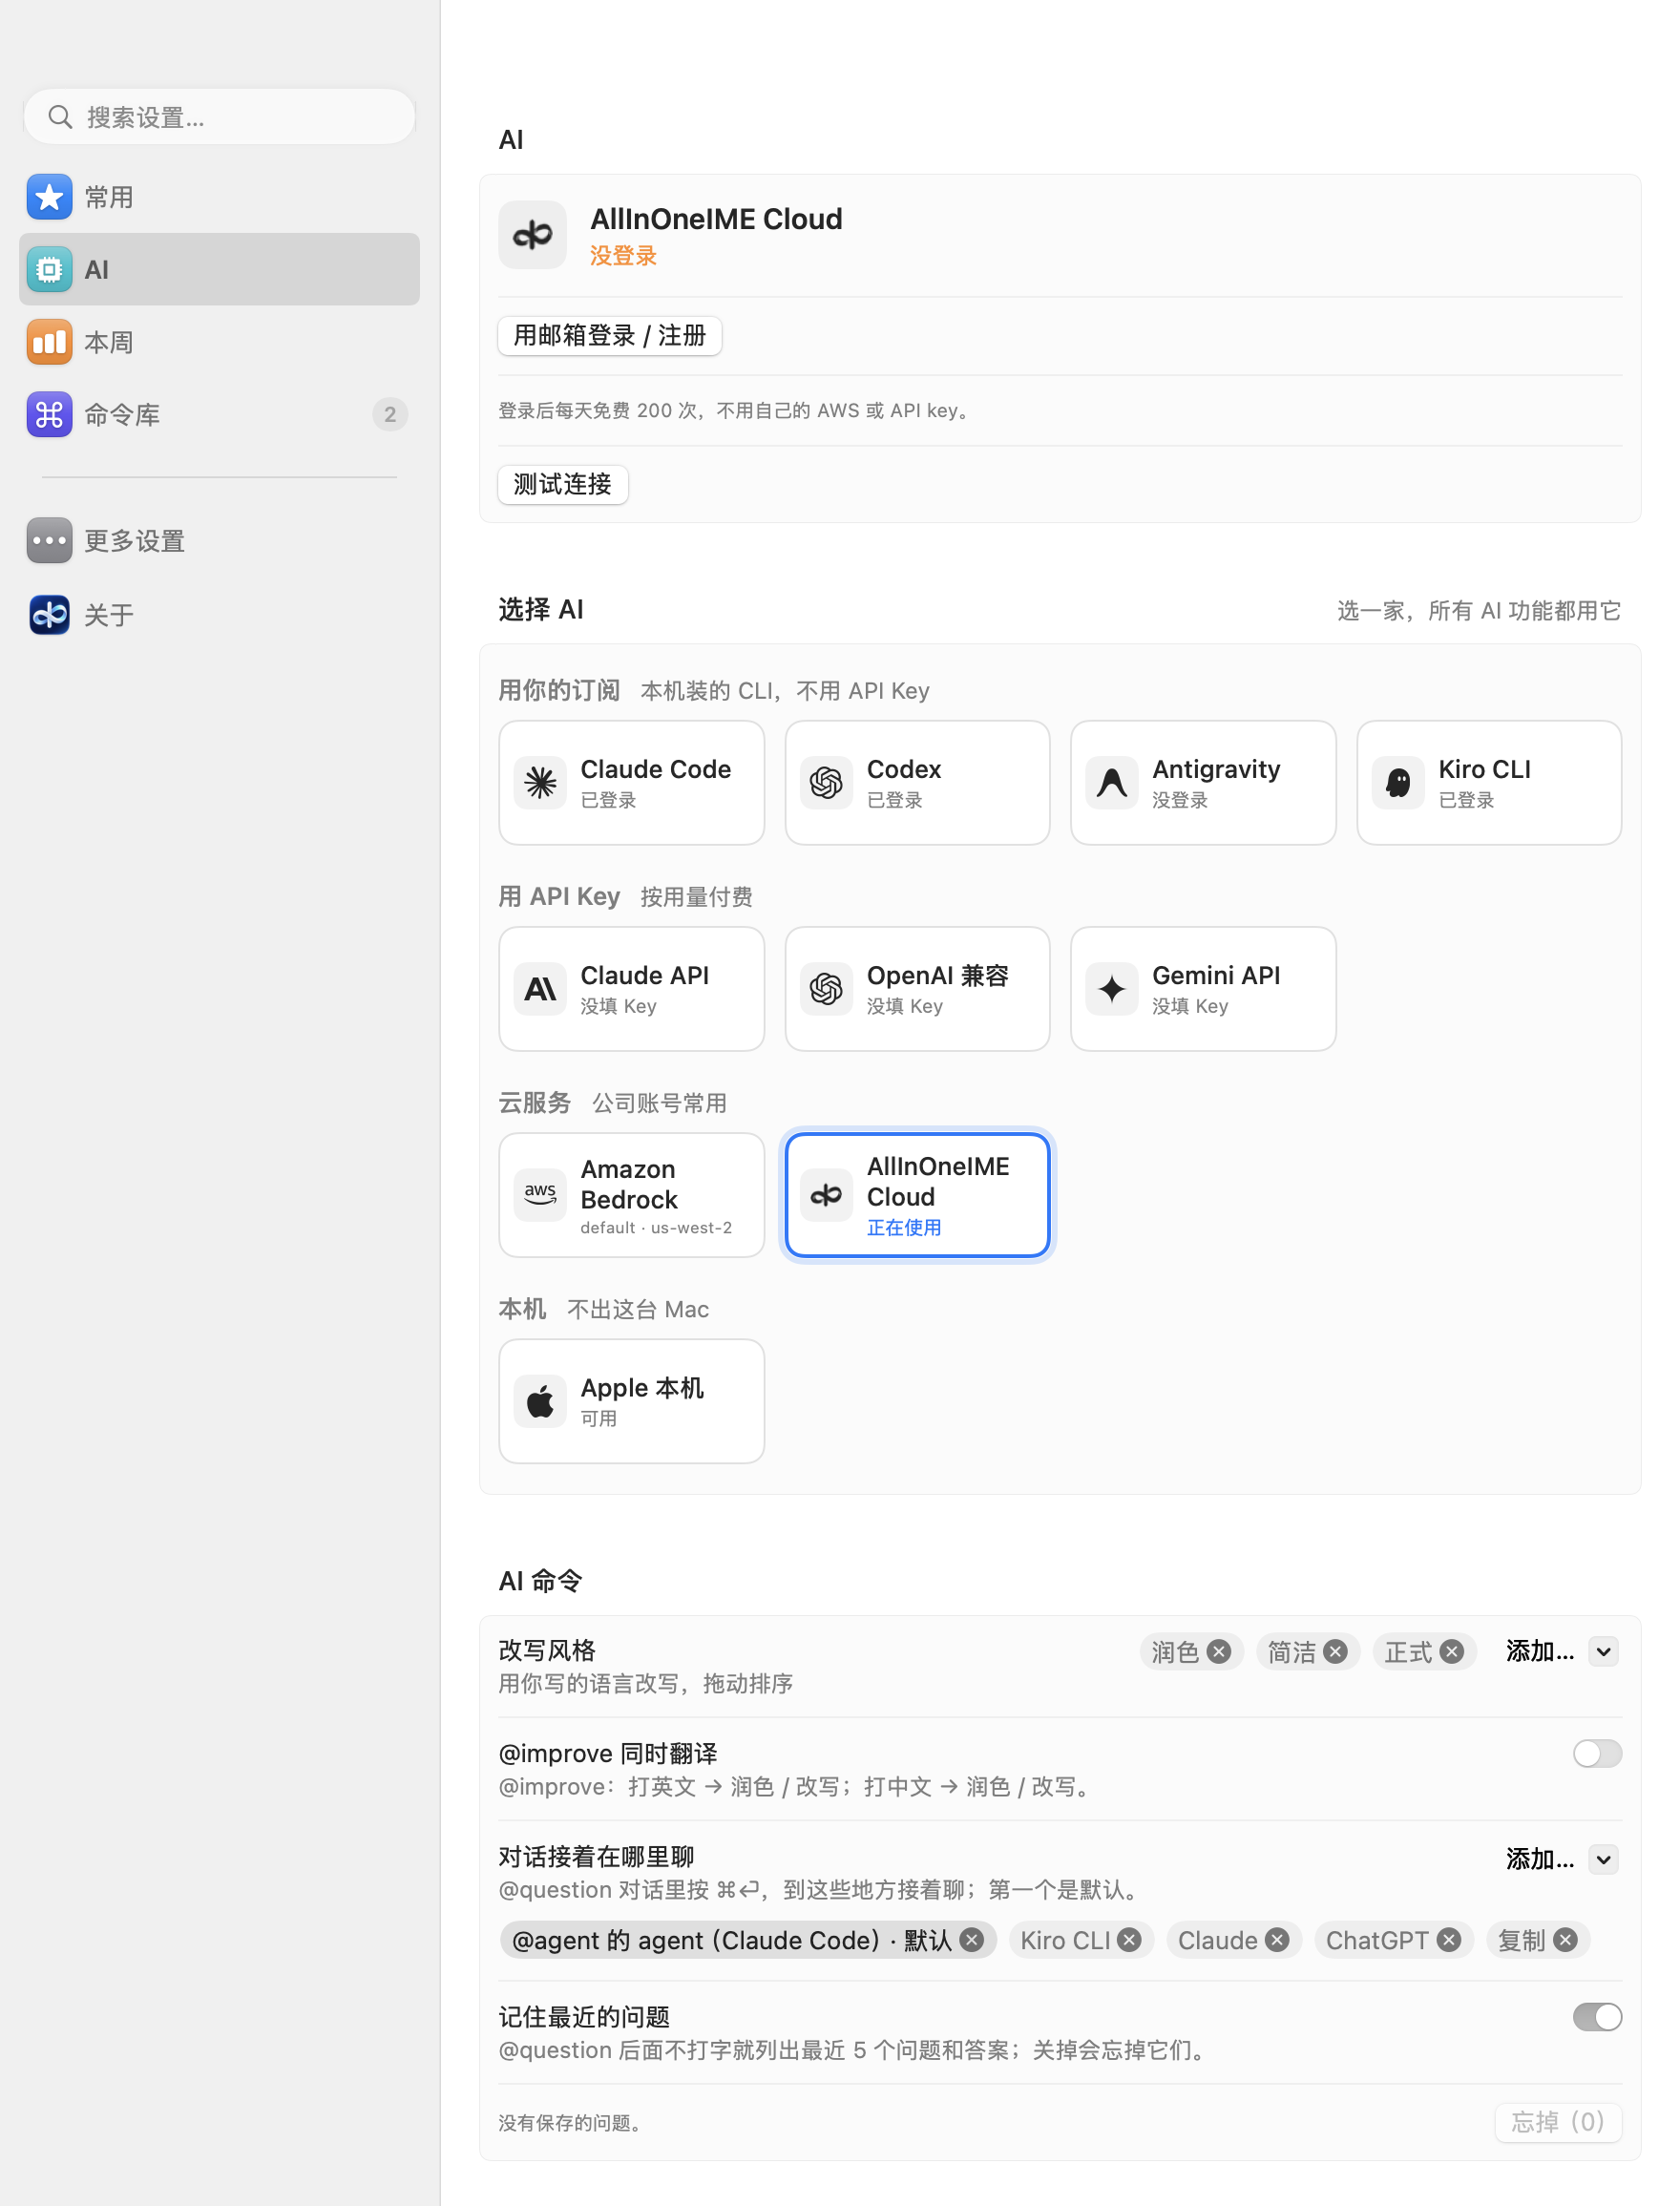 搜索设置...
常用
AI
本周
命令库
2
更多设置
关于
AI
AllInOneIME Cloud
没登录
用邮箱登录 / 注册
登录后每天免费 200 次，不用自己的 AWS 或 API key。
测试连接
选择 AI
选一家，所有 AI 功能都用它
用你的订阅 本机装的 CLI，不用 API Key
Claude Code
已登录
Codex
已登录
Antigravity
没登录
Kiro CLI
已登录
用 API Key 按用量付费
Claude API
没填 Key
OpenAI 兼容
没填 Key
Gemini API
没填 Key
云服务 公司账号常用
aws
Amazon
Bedrock
default · us-west-2
AllInOneIME
Cloud
正在使用
本机 不出这台 Mac
Apple 本机
可用
AI 命令
改写风格
润色 简洁 正式 添加...
用你写的语言改写，拖动排序
@improve 同时翻译
@improve：打英文 → 润色 / 改写；打中文 → 润色 / 改写。
对话接着在哪里聊
添加...
@question 对话里按 ⌘↩，到这些地方接着聊；第一个是默认。
@agent 的 agent（Claude Code）· 默认 Kiro CLI Claude ChatGPT 复制
记住最近的问题
@question 后面不打字就列出最近 5 个问题和答案；关掉会忘掉它们。
没有保存的问题。
忘掉（0）